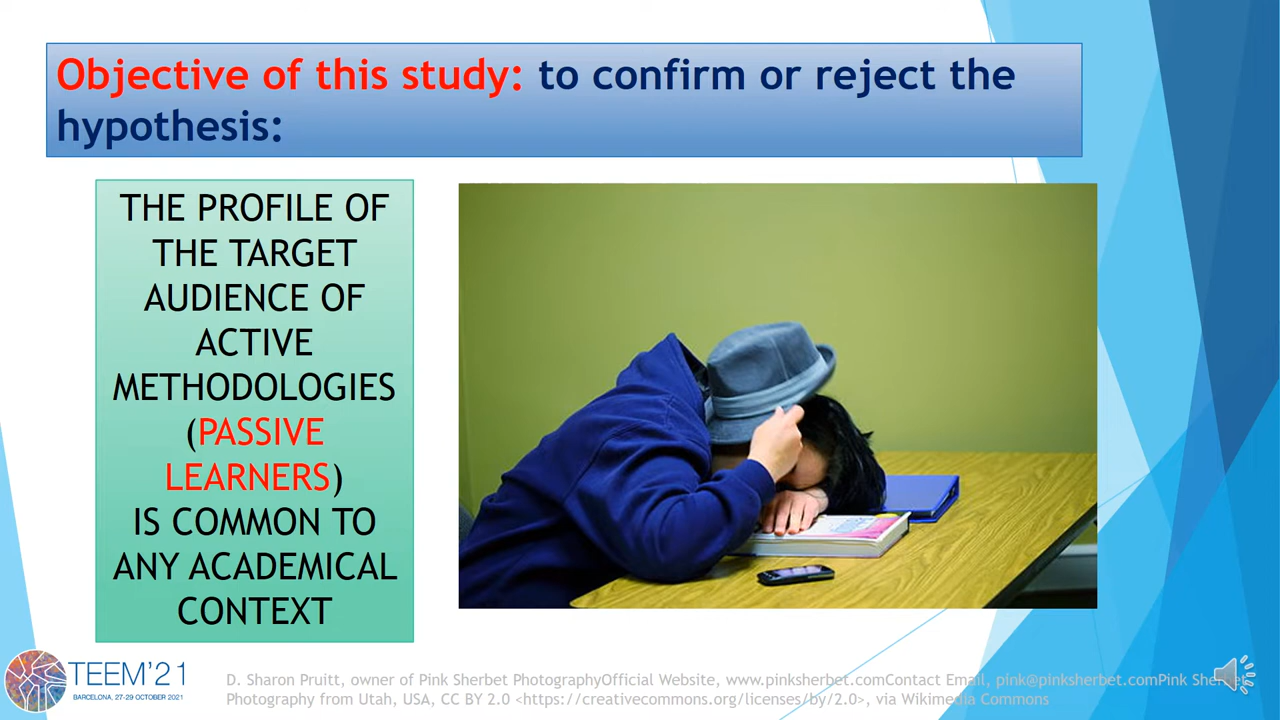 Objective of this study: to confirm or reject the
hypothesis:
THE PROFILE OF
THE TARGET
AUDIENCE OF
ACTIVE
METHODOLOGIES
(PASSIVE
LEARNERS)
IS COMMON TO
ANY ACADEMICAL
CONTEXT
TEEM'21
BARCELONA, 27-29 OCTOBER 2021
D. Sharon Pruitt, owner of Pink Sherbet PhotographyOfficial Website, www.pinksherbet.comContact Email, pink@pinksherbet.comPink Sherbet
Photography from Utah, USA, CC BY 2.0 <https://creativecommons.org/licenses/by/2.0>, via Wikimedia Commons